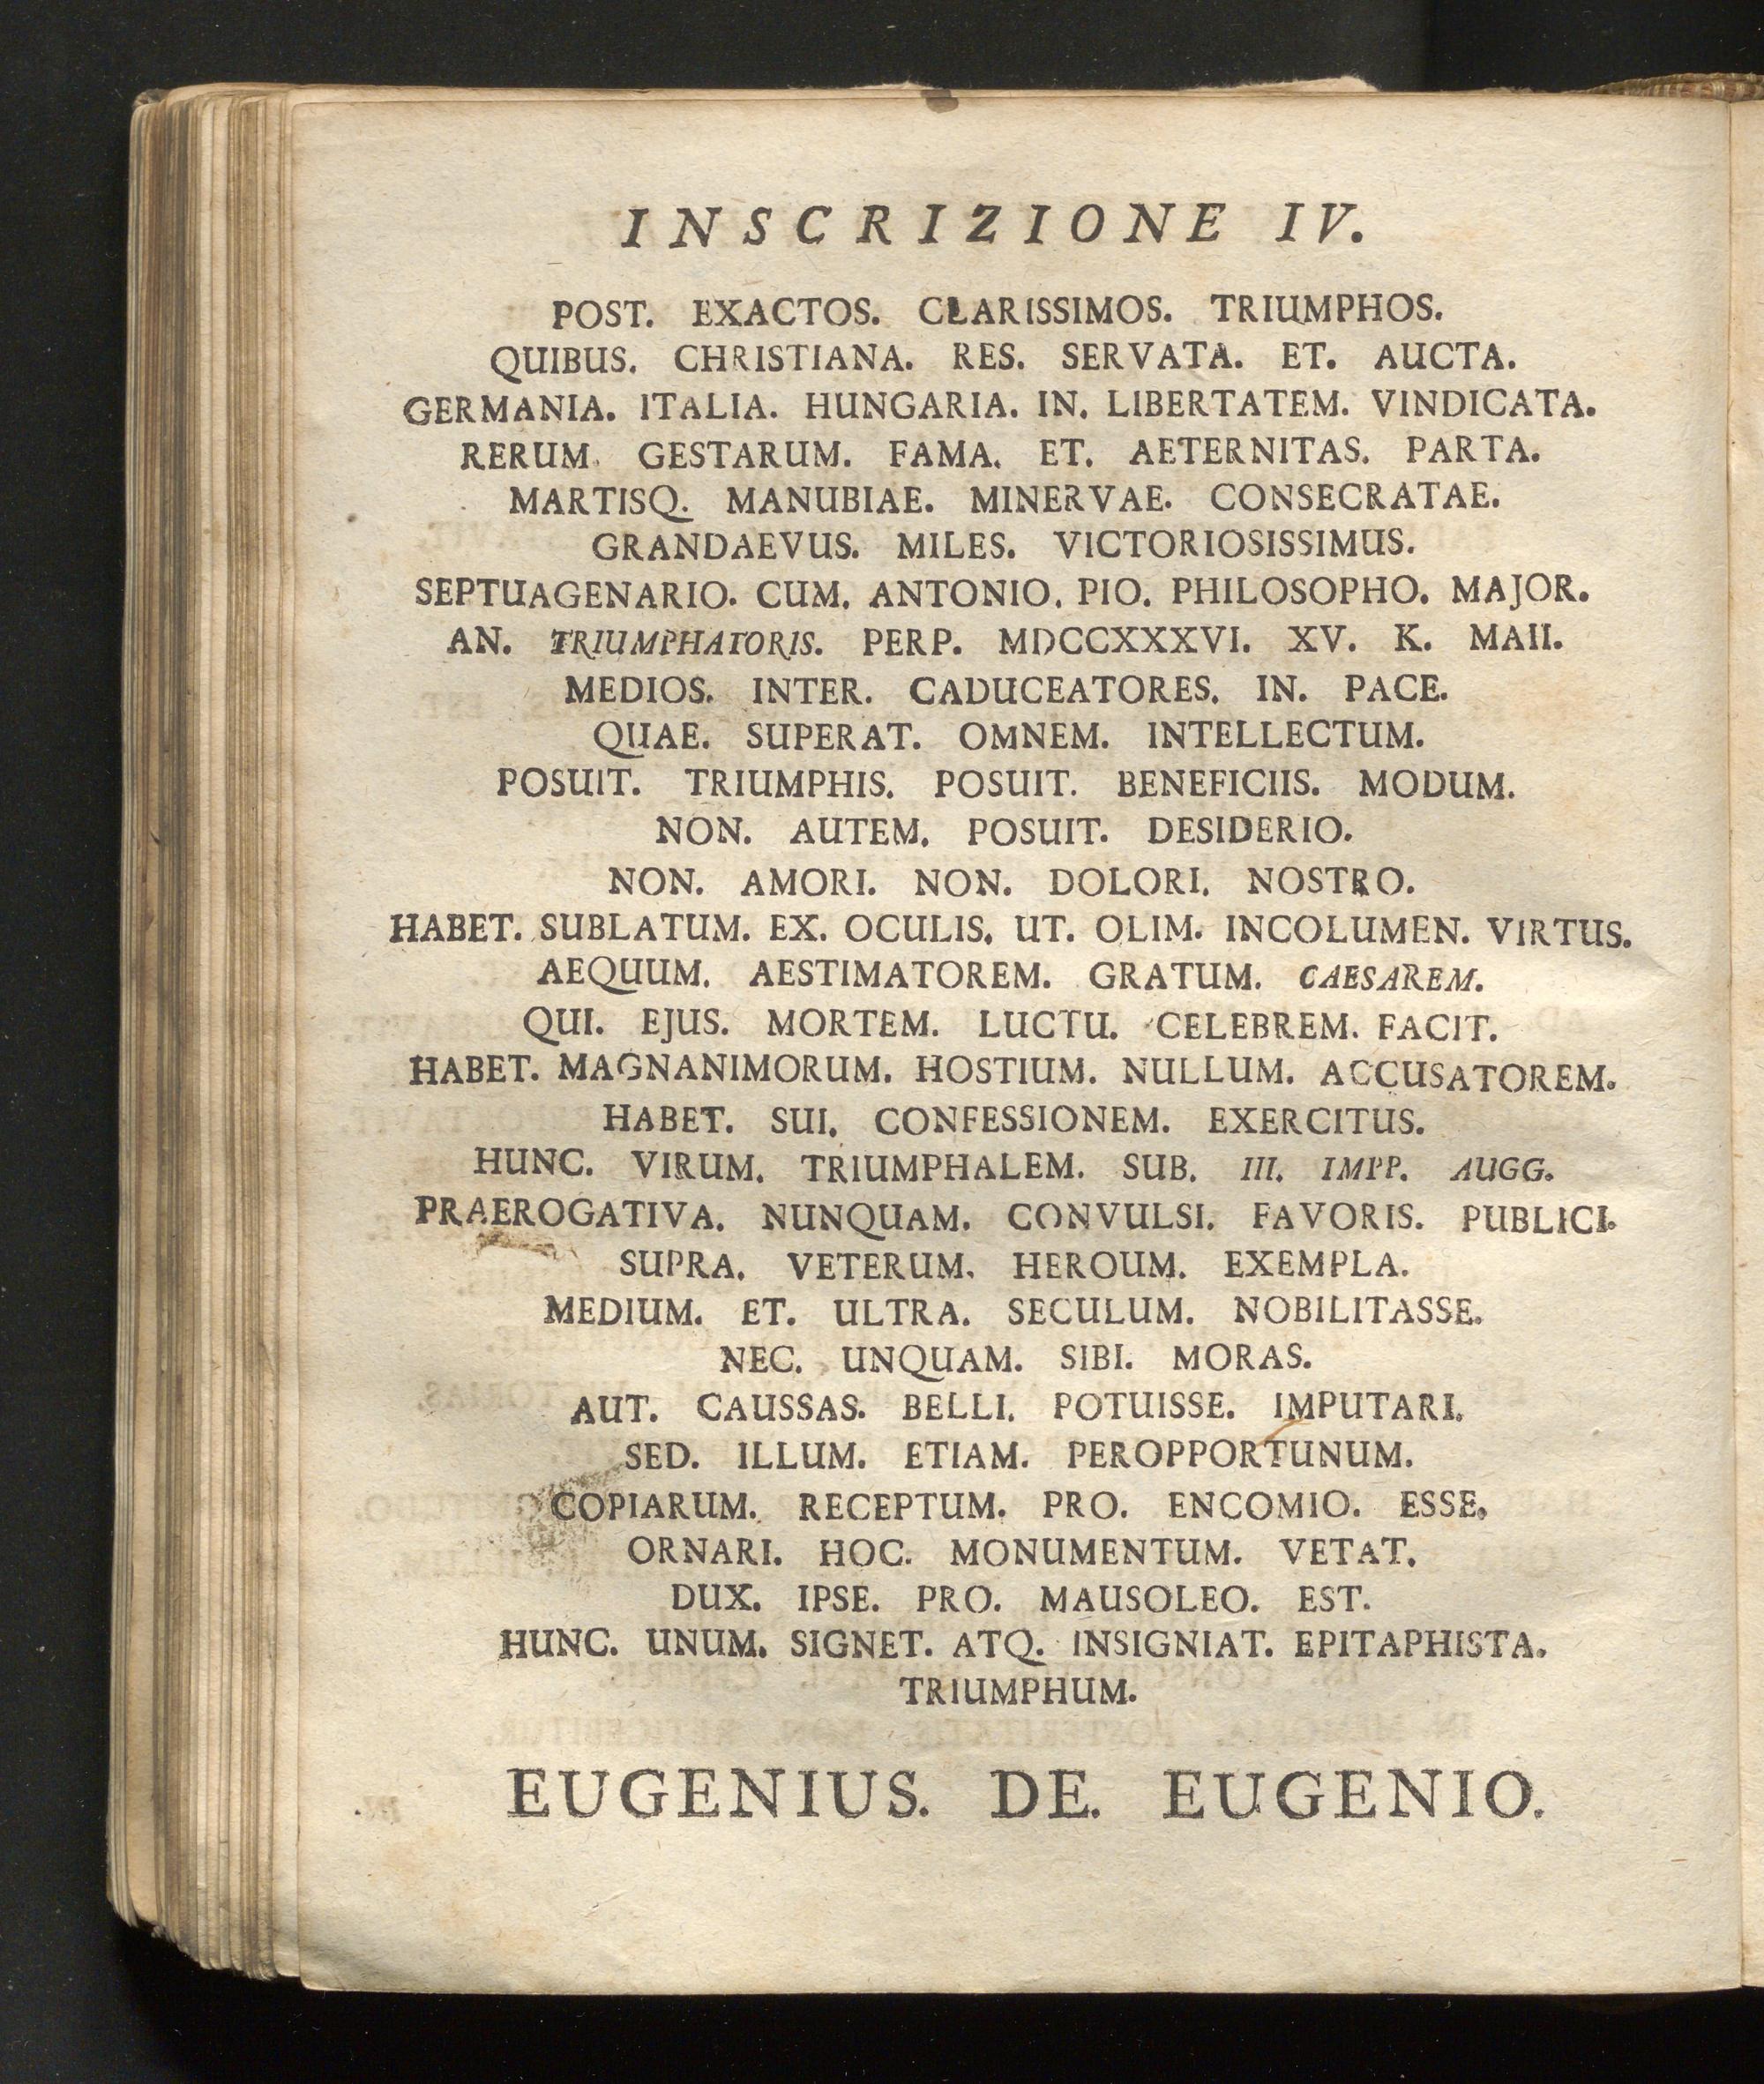 INSCRIZIONE IV.
POST. EXACTOS. CLARISSIMOS. TRIUMPHOS.
QUIBUS. CHRISTIANA. RES. SERVATA. ET. AUCTA.
GERMANIA. ITALIA. HUNGARIA. IN. LIBERTATEM. VINDICATA.
RERUM. GESTARUM. FAMA. ET. AETERNITAS. PARTA.
MARTISQ. MANUBIAE. MINERVAE. CONSECRATAE.
GRANDAEVUS. MILES. VICTORIOSISSIMUS.
SEPTUAGENARIO. CUM. ANTONIO. PIO. PHILOSOPHO. MAJOR.
AN. TRIUMPHATORIS. PERP. MDCCXXXVI. XV. K. MAII.
MEDIOS. INTER. CADUCEATORES. IN. PACE.
QUAE. SUPERAT. OMNEM. INTELLECTUM.
POSUIT. TRIUMPHIS. POSUIT. BENEFICIIS. MODUM.
NON. AUTEM. POSUIT. DESIDERIO.
NON. AMORI. NON. DOLORI. NOSTRO.
HABET. SUBLATUM. EX. OCULIS. UT. OLIM. INCOLUMEN. VIRTUS.
AEQUUM. AESTIMATOREM. GRATUM. CAESAREM.
QUI. EJUS. MORTEM. LUCTU. CELEBREM. FACIT.
HABET. MAGNANIMORUM. HOSTIUM. NULLUM. ACCUSATOREM.
HABET. SUI. CONFESSIONEM. EXERCITUS.
HUNC. VIRUM. TRIUMPHALEM. SUB. III. IMPP. AUGG.
PRAEROGATIVA. NUNQUAM. CONVULSI. FAVORIS. PUBLICI.
SUPRA. VETERUM. HEROUM. EXEMPLA.
MEDIUM. ET. ULTRA. SECULUM. NOBILITASSE.
NEC. UNQUAM. SIBI. MORAS.
AUT. CAUSSAS. BELLI. POTUISSE. IMPUTARI.
SED. ILLUM. ETIAM. PEROPPORTUNUM.
COPIARUM. RECEPTUM. PRO. ENCOMIO. ESSE.
ORNARI. HOC. MONUMENTUM. VETAT.
DUX. IPSE. PRO. MAUSOLEO. EST.
HUNC. UNUM. SIGNET. ATQ. INSIGNIAT. EPITAPHISTA.
TRIUMPHUM.
EUGENIUS. DE. EUGENIO.